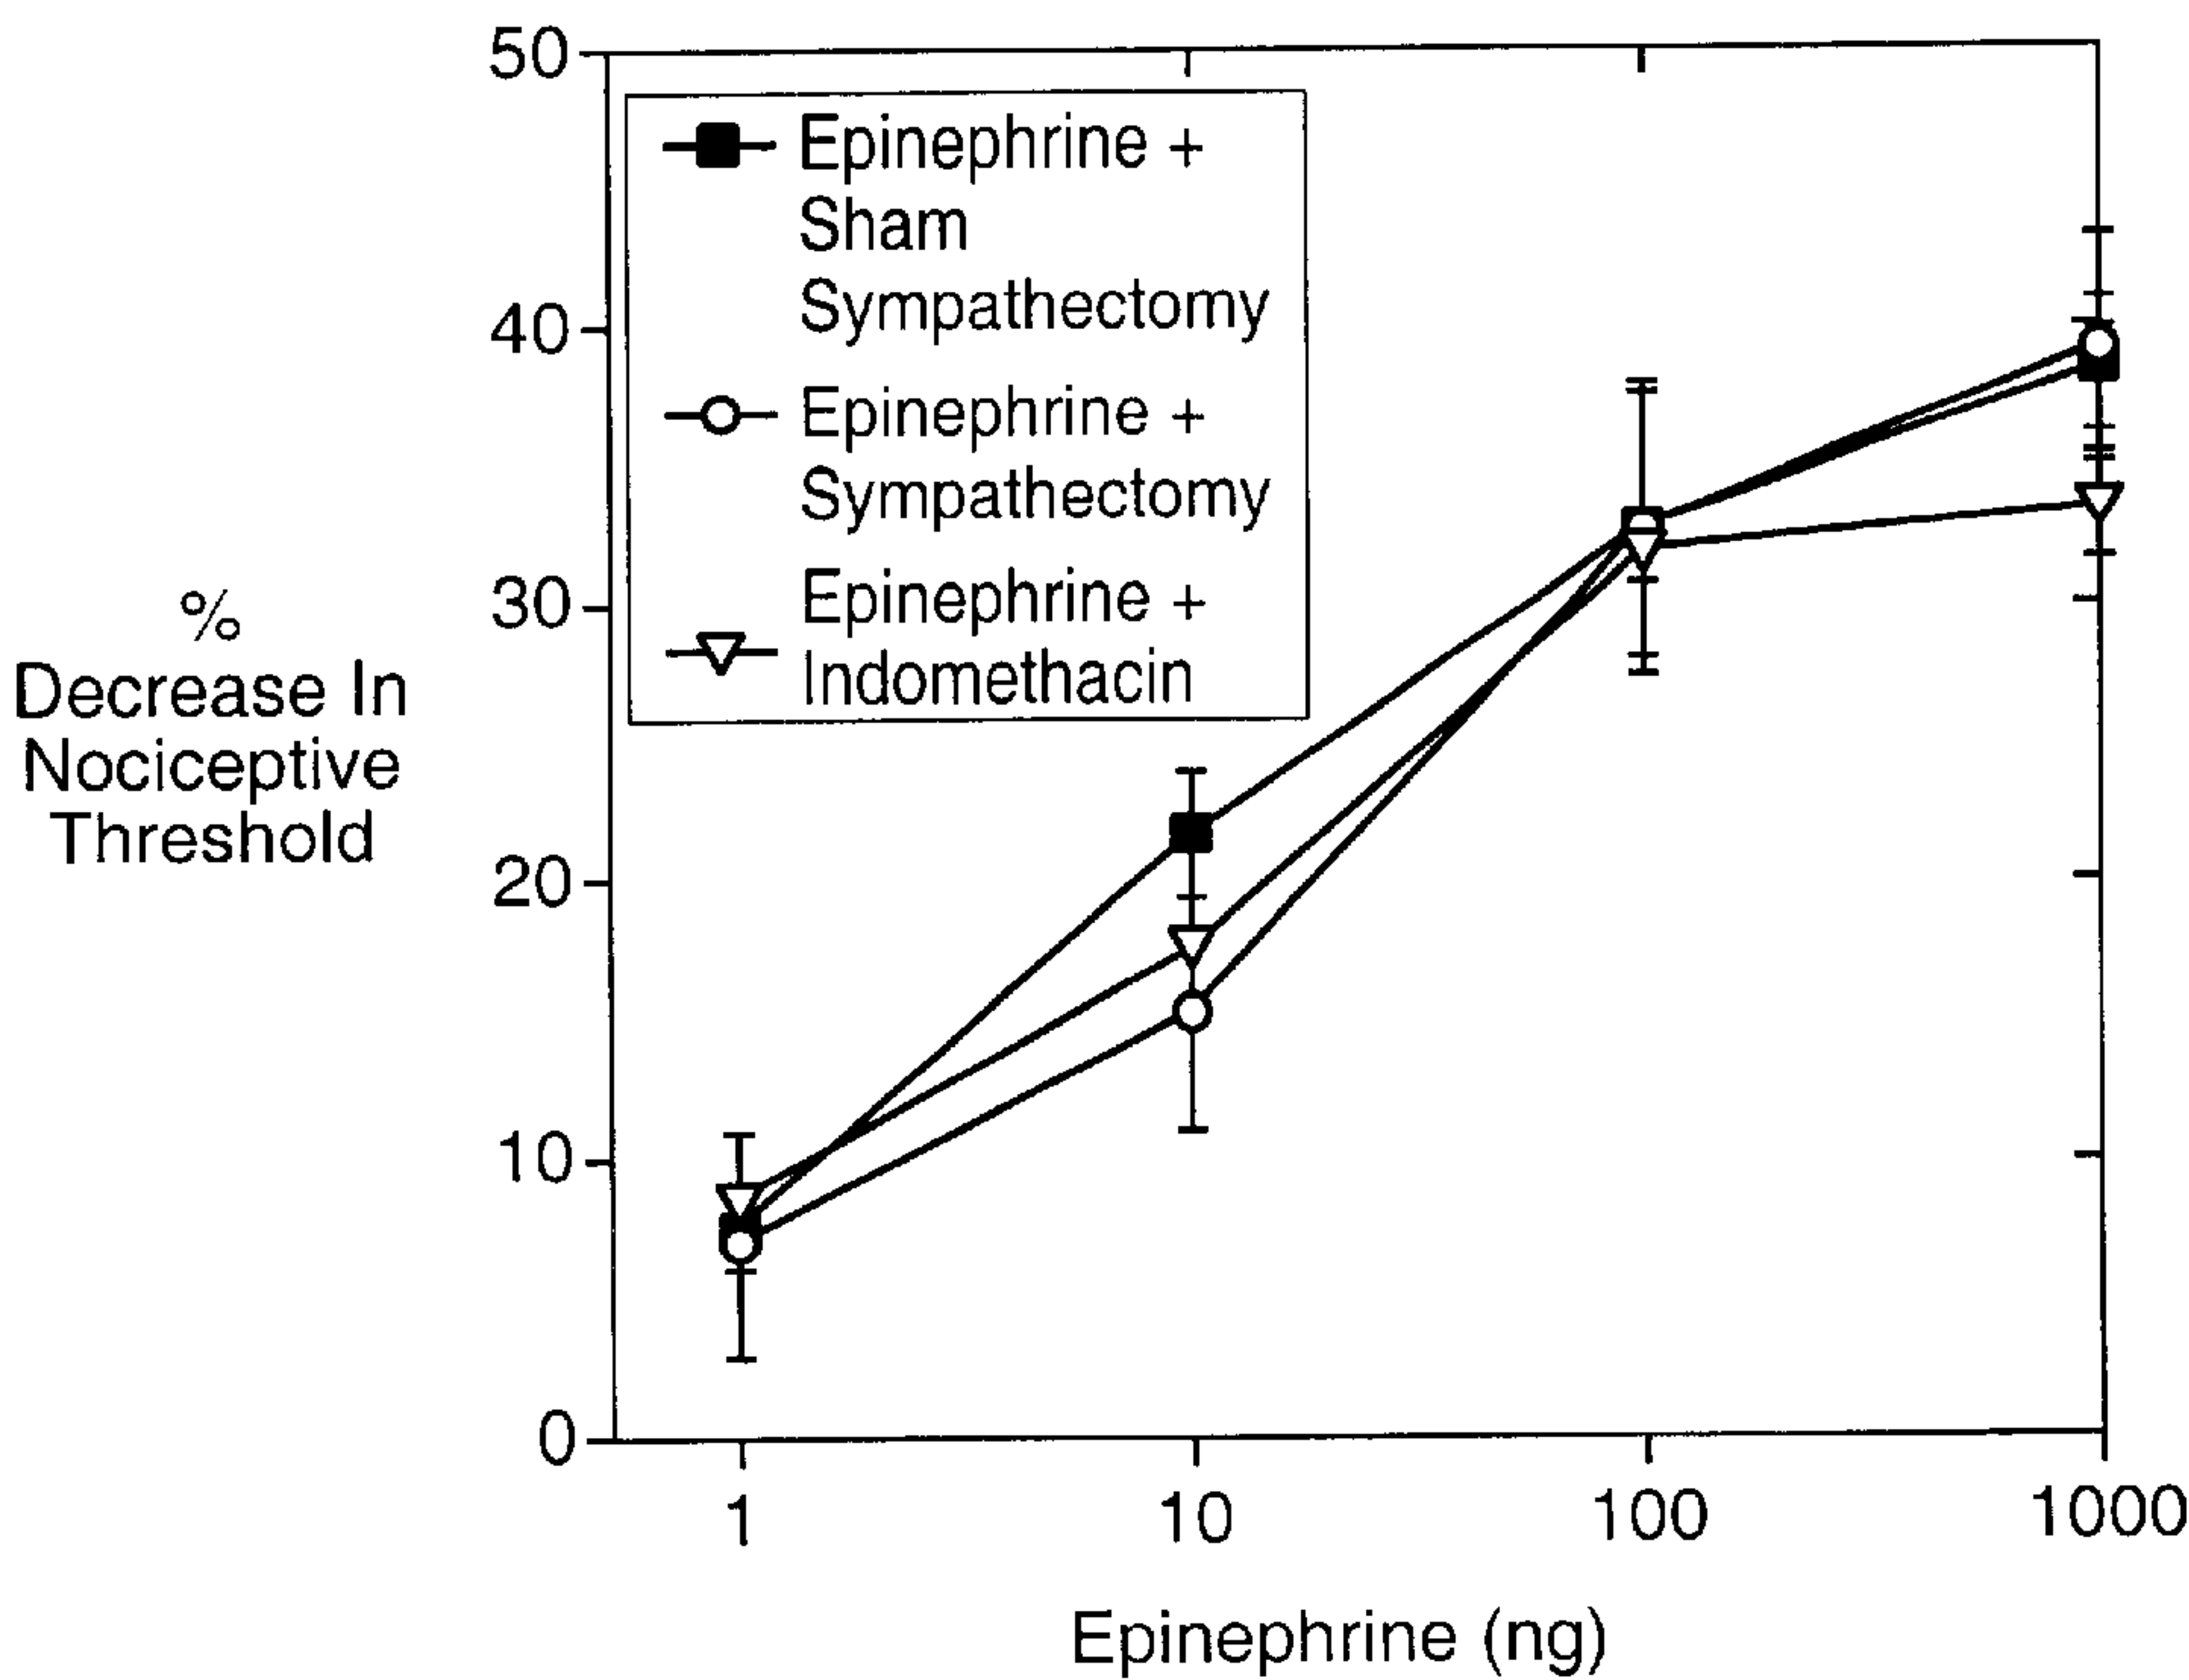 50
40
30
20
10
0
%
Decrease In
Nociceptive
Threshold
Epinephrine +
Sham
Sympathectomy
Epinephrine +
Sympathectomy
Epinephrine +
Indomethacin
1 10 100 1000
Epinephrine (ng)